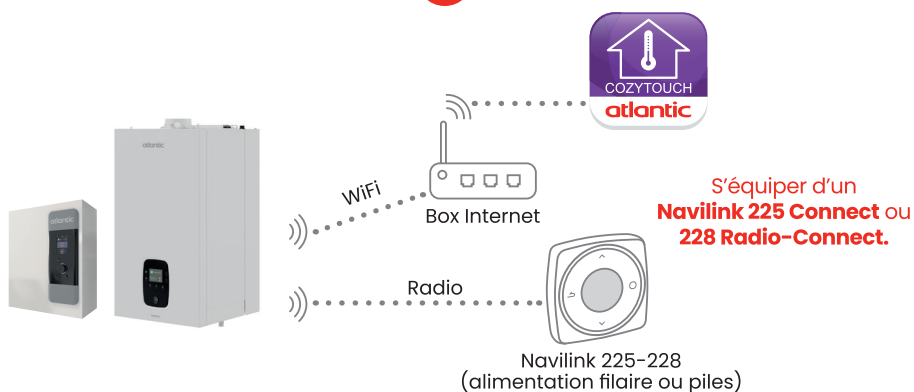 COZYTOUCH
atlantic
atlantic
atlantic
WiFi
Box Internet
S’équiper d’un
Navilink 225 Connect ou
228 Radio-Connect.
Radio
Navilink 225-228
(alimentation filaire ou piles)